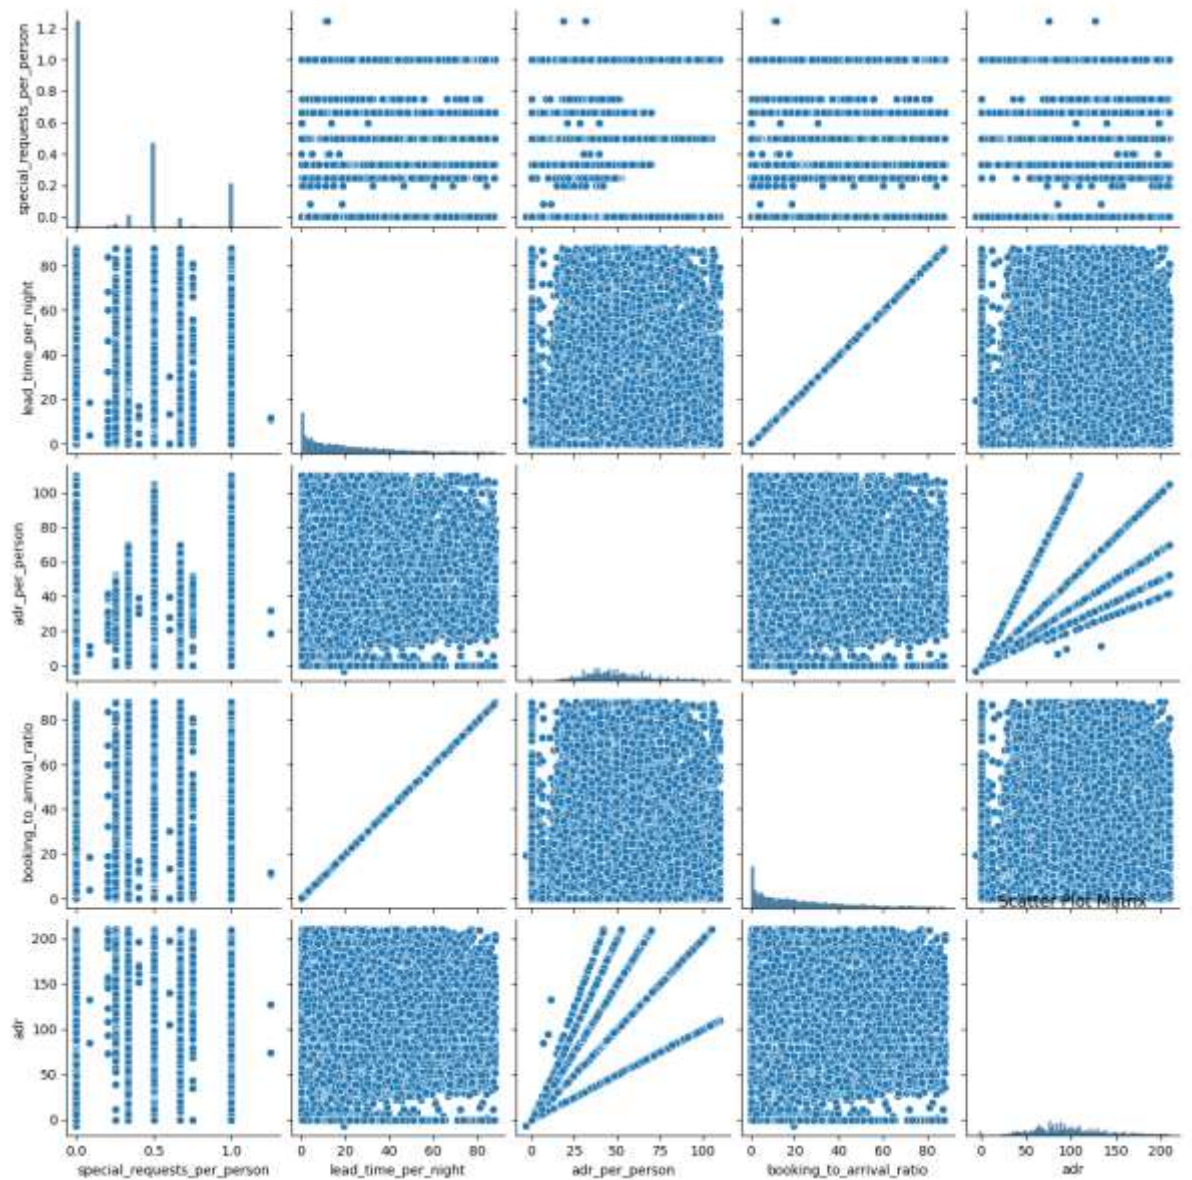 special_requests_per_person
1.2
1.0
0.8
0.6
0.4
0.2
0.0
lead_time_per_night
80
60
40
20
0
adr_per_person
100
80
60
40
20
0
booking_to_arrival_ratio
80
60
40
20
0
Scatter Plot Matrix
adr
200
150
100
50
0
0.0 0.5 1.0
0 20 40 60 80
0 25 50 75 100
0 20 40 60 80
0 50 100 150 200
special_requests_per_person
lead_time_per_night
adr_per_person
booking_to_arrival_ratio
adr